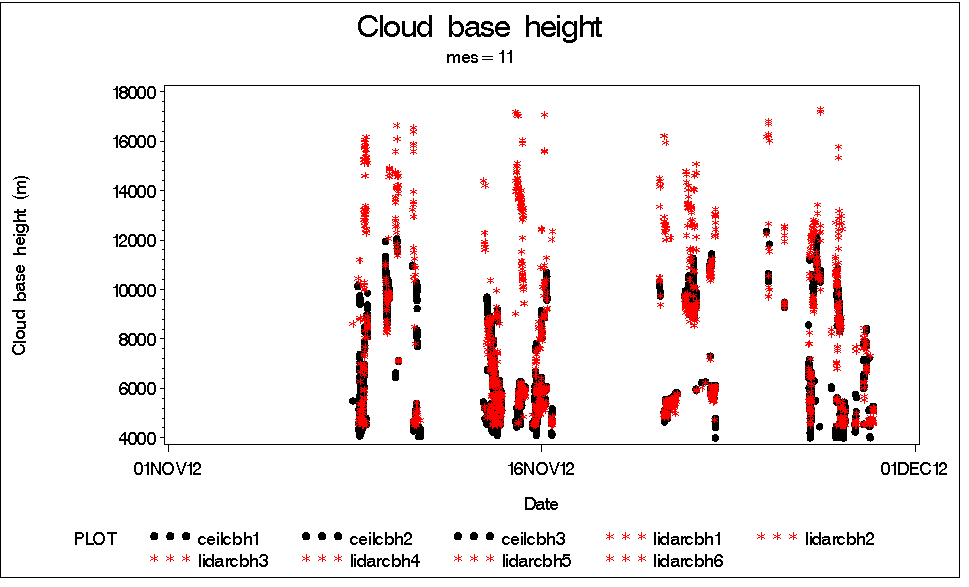 Cloud base height
mes = 11
18000
16000
14000
12000
10000
8000
6000
4000
Cloud base height (m)
01NOV12 16NOV12 01DEC12
Date
PLOT ceilcbh1 ceilcbh2 ceilcbh3 lidarcbh1 lidarcbh2
lidarcbh3 lidarcbh4 lidarcbh5 lidarcbh6